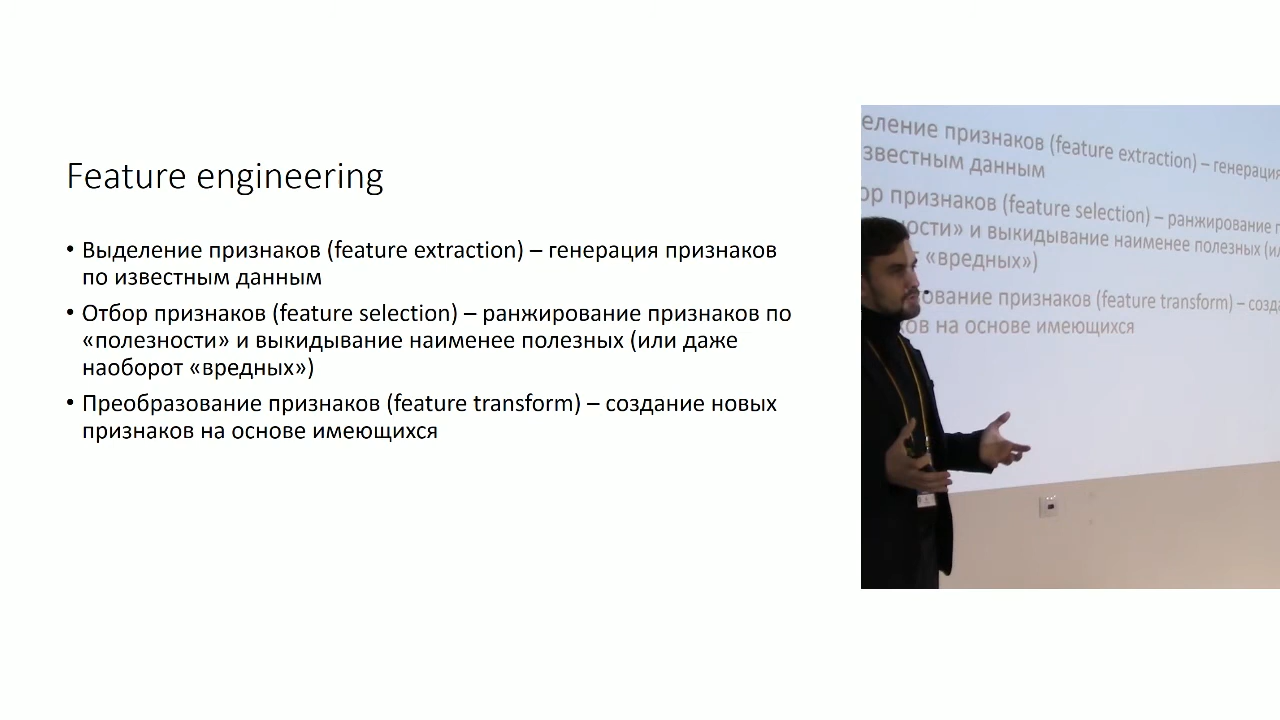 Feature engineering
• Выделение признаков (feature extraction) – генерация признаков
по известным данным
• Отбор признаков (feature selection) – ранжирование признаков по
«полезности» и выкидывание наименее полезных (или даже
наоборот «вредных»)
• Преобразование признаков (feature transform) – создание новых
признаков на основе имеющихся
еление признаков (feature extraction) – генерация
звестным данным
ор признаков (feature selection) – ранжирование
ности» и выкидывание наименее полезных
«вредных»)
ование признаков (feature transform) – созда
ов на основе имеющихся